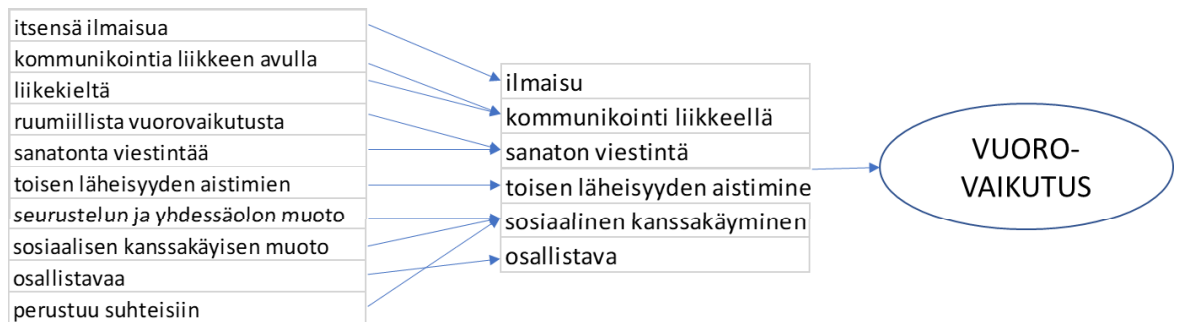 itsensä ilmaisua
kommunikointia liikkeen avulla
liikekieltä
ruumiillista vuorovaikutusta
sanatonta viestintää
toisen läheisyyden aistimien
seurustelun ja yhdessäolon muoto
sosiaalisen kanssakäyisen muoto
osallistavaa
perustuu suhteisiin
ilmaisu
kommunikointi liikkeellä
sanaton viestintä
toisen läheisyyden aistimine
sosiaalinen kanssakäyminen
osallistava
VUORO-
VAIKUTUS